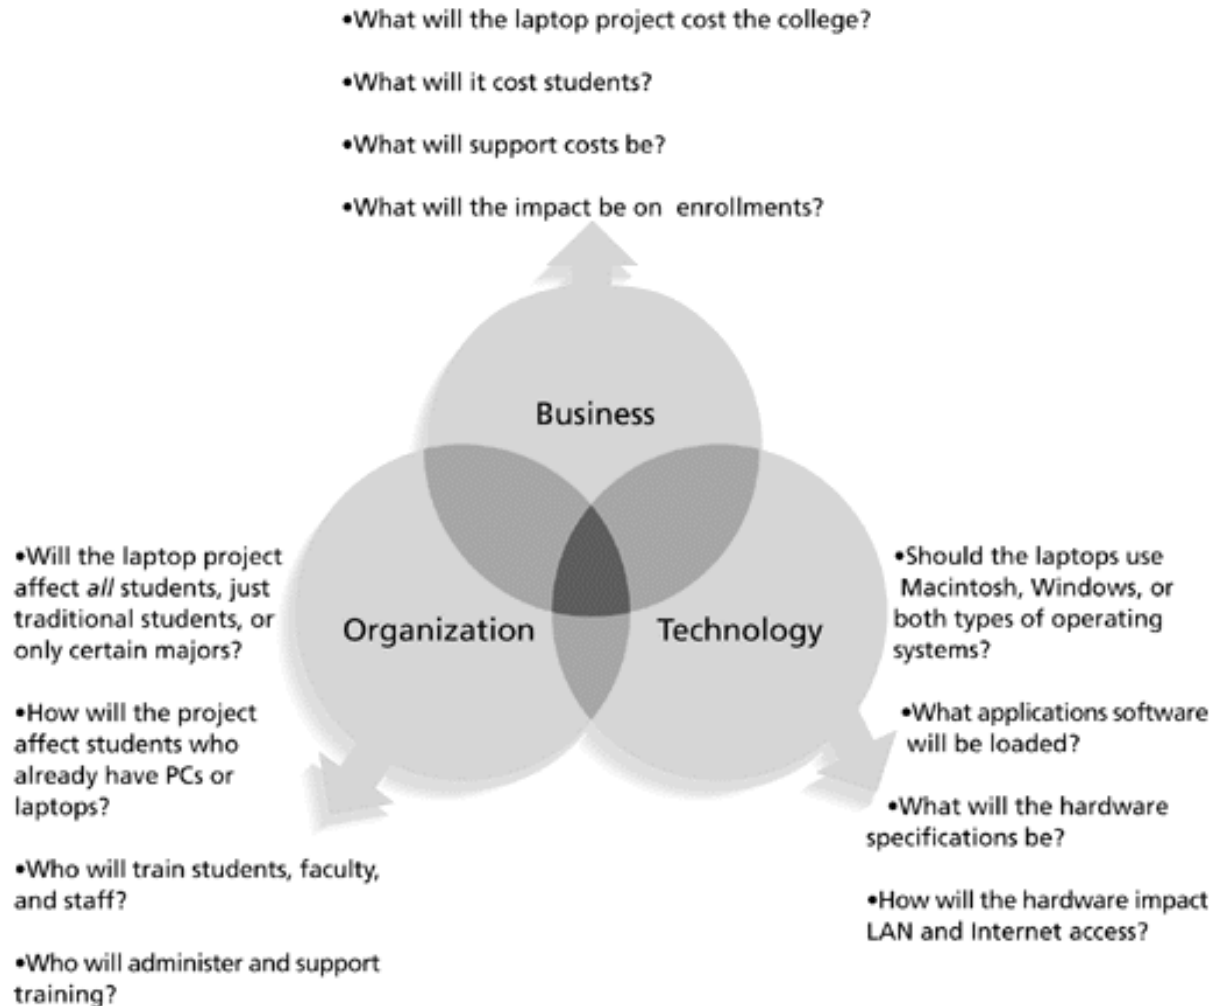 •What will the laptop project cost the college?
•What will it cost students?
•What will support costs be?
•What will the impact be on enrollments?
Business
Organization
Technology
•Will the laptop project
affect all students, just
traditional students, or
only certain majors?
•How will the project
affect students who
already have PCs or
laptops?
•Who will train students, faculty,
and staff?
•Who will administer and support
training?
•Should the laptops use
Macintosh, Windows, or
both types of operating
systems?
•What applications software
will be loaded?
•What will the hardware
specifications be?
•How will the hardware impact
LAN and Internet access?